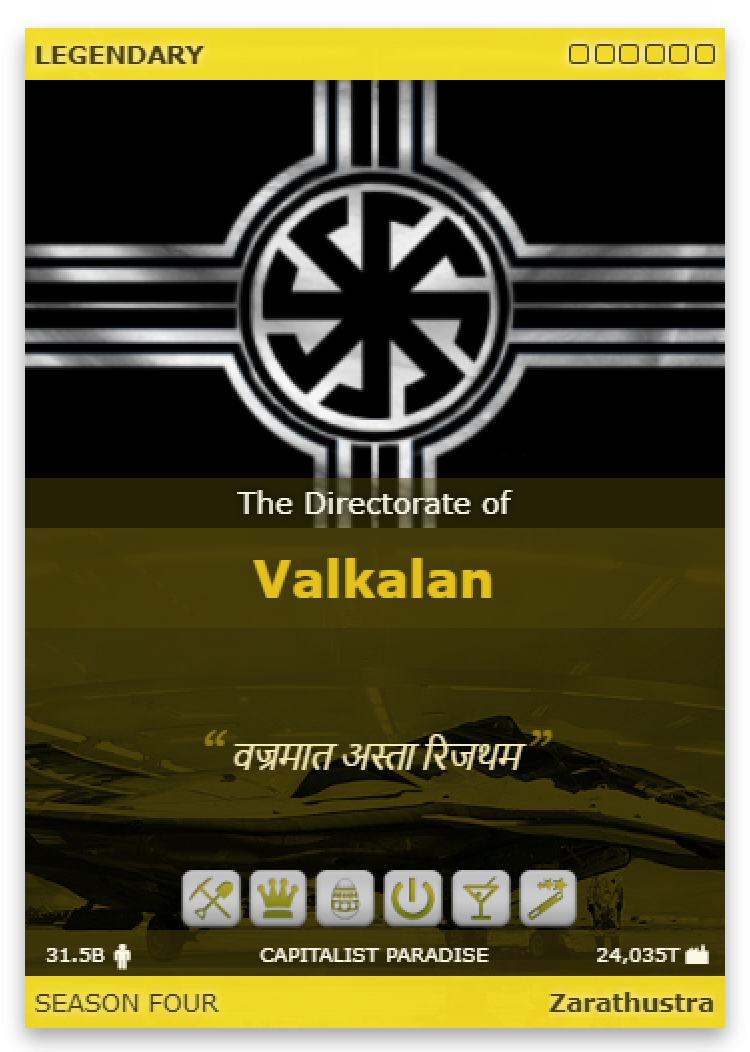 LEGENDARY
The Directorate of
Valkalan
“ वज्रमात अस्ता रिजथम ”
31.5B CAPITALIST PARADISE 24,035T
SEASON FOUR Zarathustra